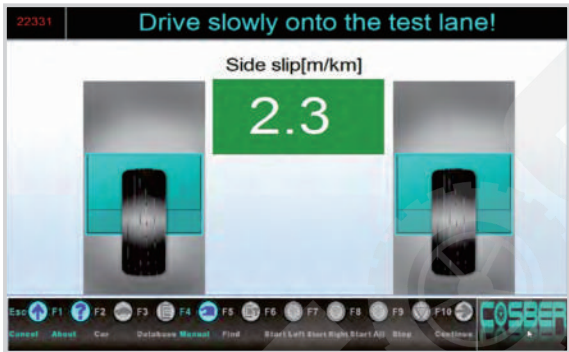 22331
Drive slowly onto the test lane!
Side slip[m/km]
2.3
Esc F1 F2 F3 F4 F5 F6 F7 F8 F9 F10
Cancel About Car Database Manual Find Start Left Start Right Start All Stop Continue
COSBER